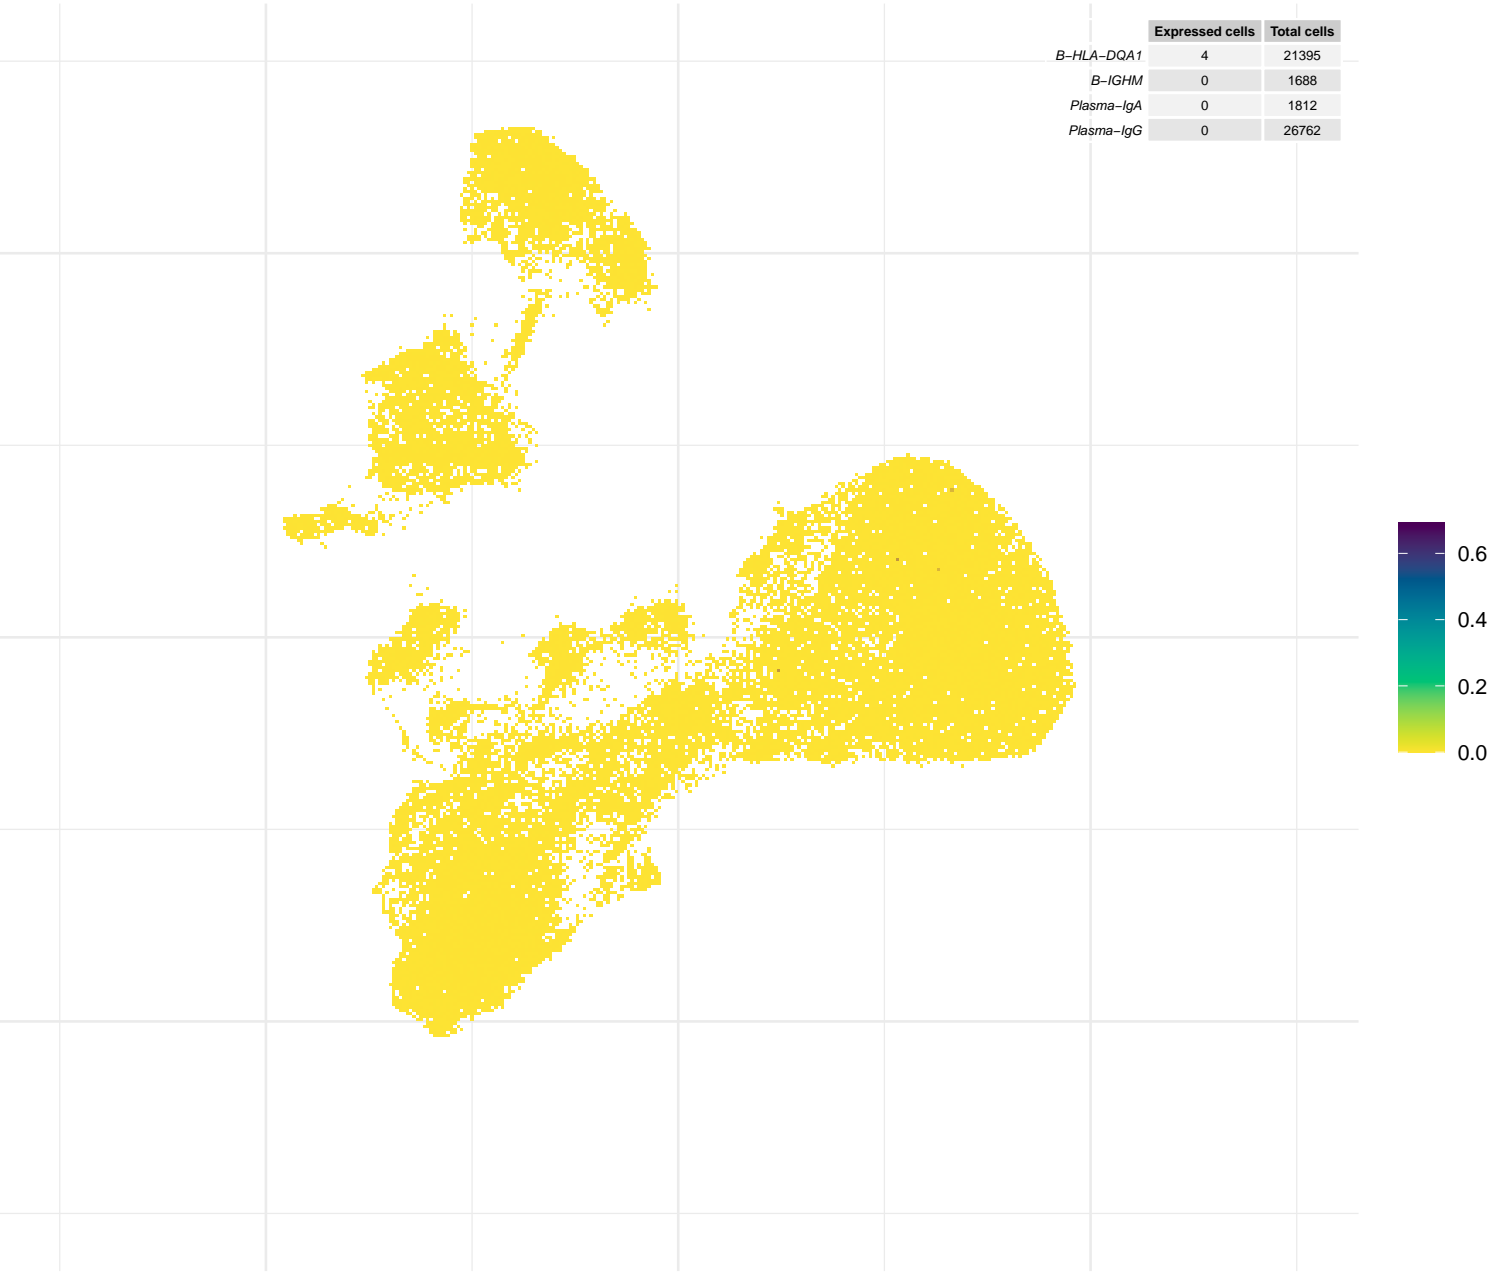 Expressed cells Total cells
B−HLA−DQA1 4 21395
B−IGHM 0 1688
Plasma−IgA 0 1812
Plasma−IgG 0 26762
0.6
0.4
0.2
0.0